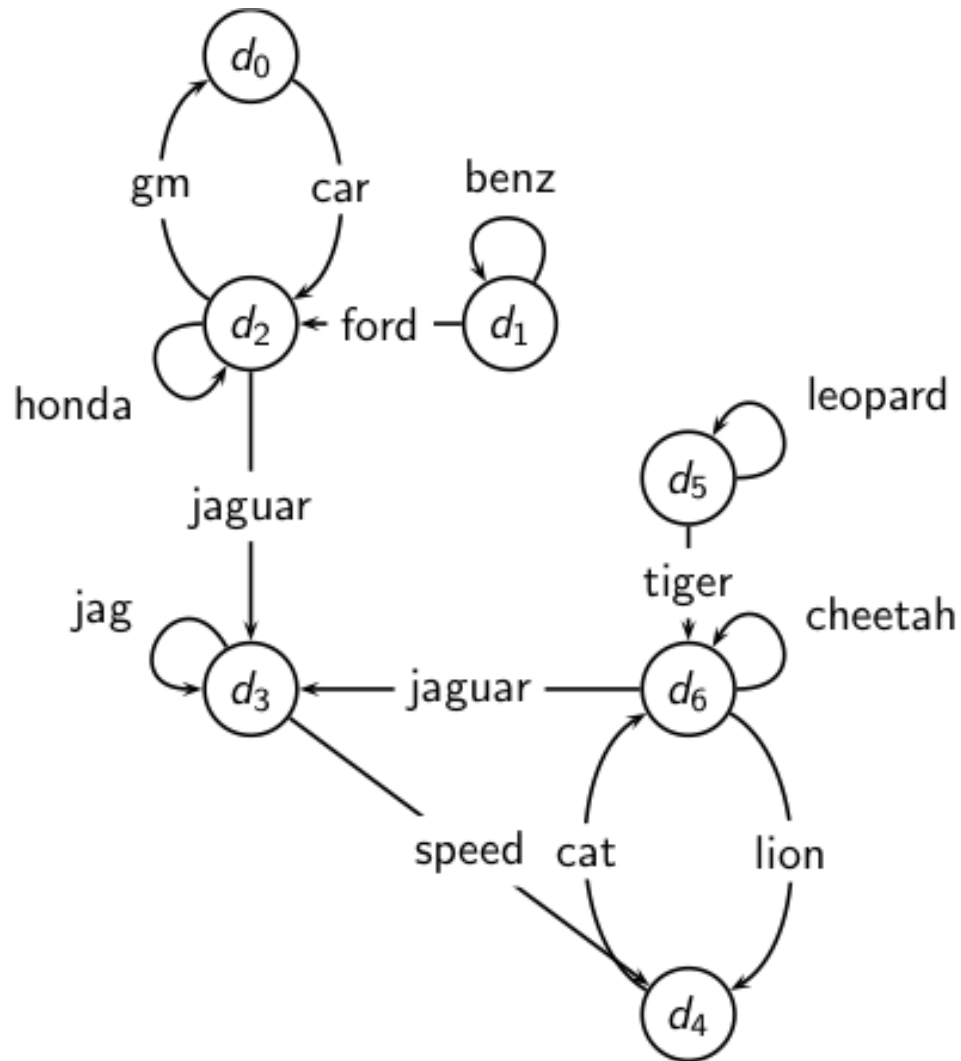 d₀
gm
car
benz
d₂
ford
d₁
honda
leopard
d₅
jaguar
tiger
jag
cheetah
d₃
jaguar
d₆
speed
cat
lion
d₄